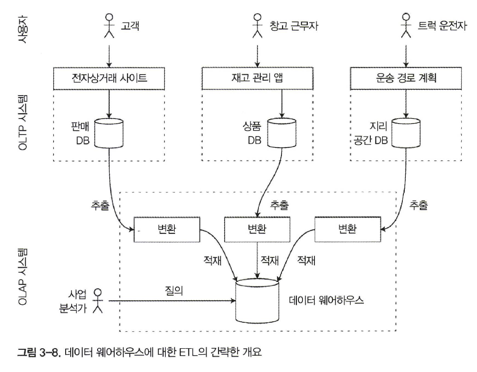 사용자
고객
창고 근무자
트럭 운전자
OLTP 시스템
전자상거래 사이트
재고 관리 앱
운송 경로 계획
판매
DB
상품
DB
지리
공간 DB
추출
추출
추출
OLAP 시스템
변환
변환
변환
적재
적재
적재
사업
분석가
질의
데이터 웨어하우스
그림 3-8. 데이터 웨어하우스에 대한 ETL의 간략한 개요